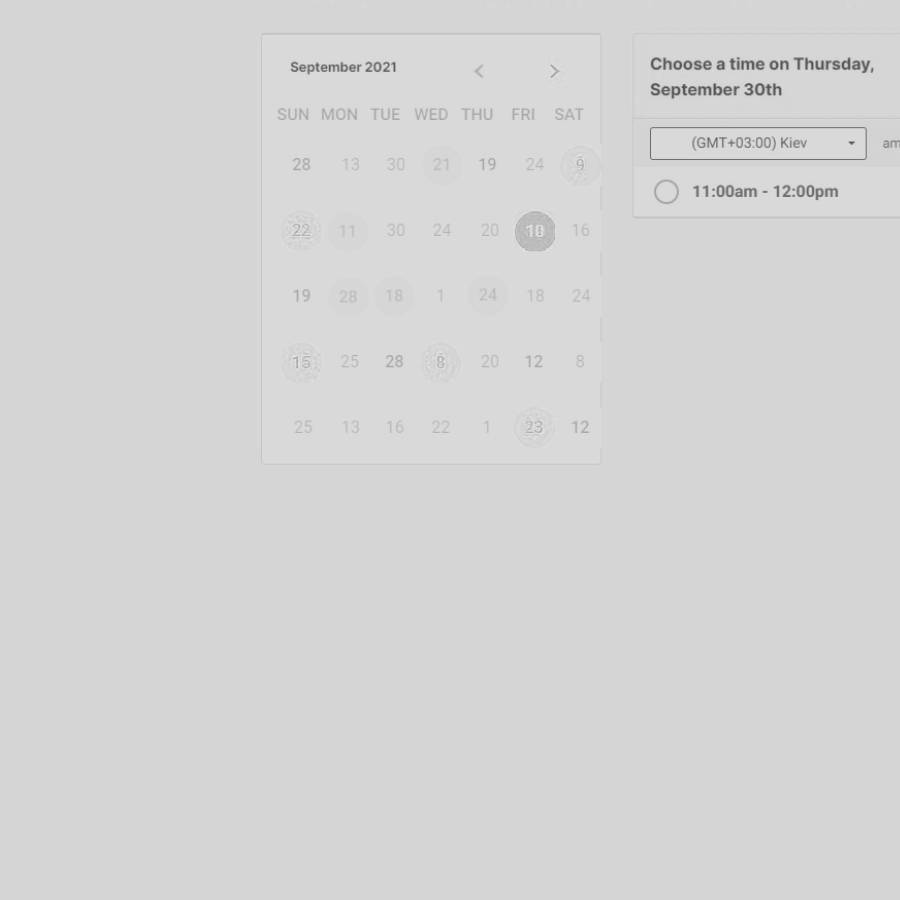 September 2021
SUN MON TUE WED THU FRI SAT
28 13 30 21 19 24 9
22 11 30 24 20 10 16
19 28 18 1 24 18 24
15 25 28 8 20 12 8
25 13 16 22 1 23 12
Choose a time on Thursday,
September 30th
(GMT+03:00) Kiev am
11:00am - 12:00pm